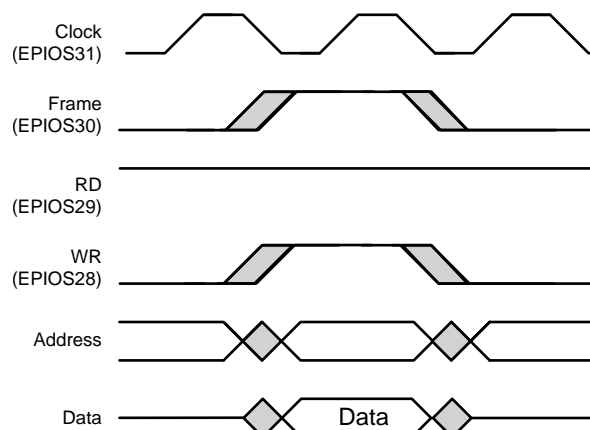 Clock
(EPIOS31)
Frame
(EPIOS30)
RD
(EPIOS29)
WR
(EPIOS28)
Address
Data
Data